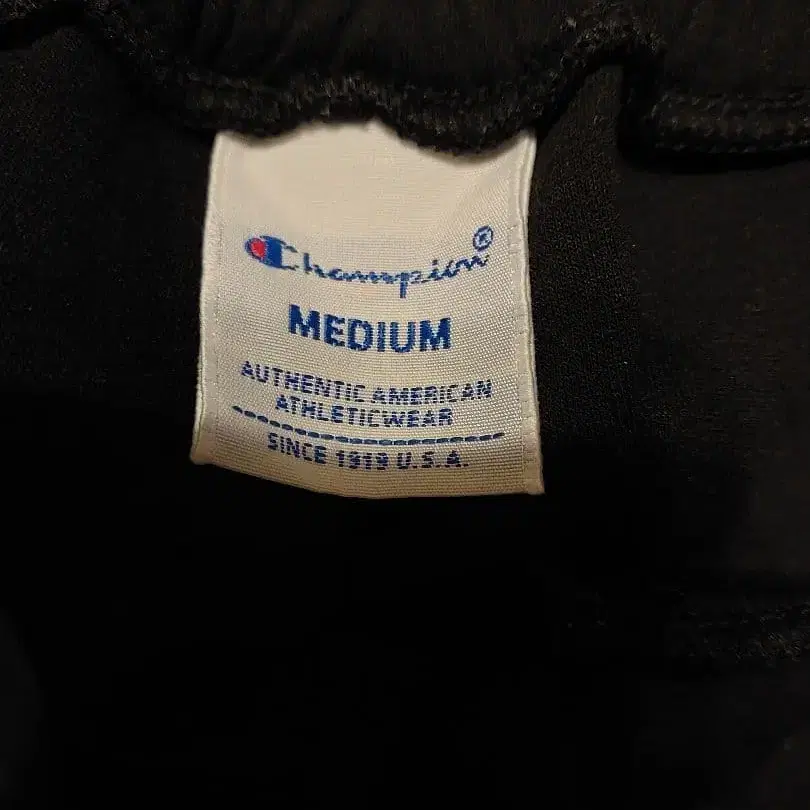 Champion®
MEDIUM
AUTHENTIC AMERICAN
ATHLETICWEAR
SINCE 1919 U.S.A.